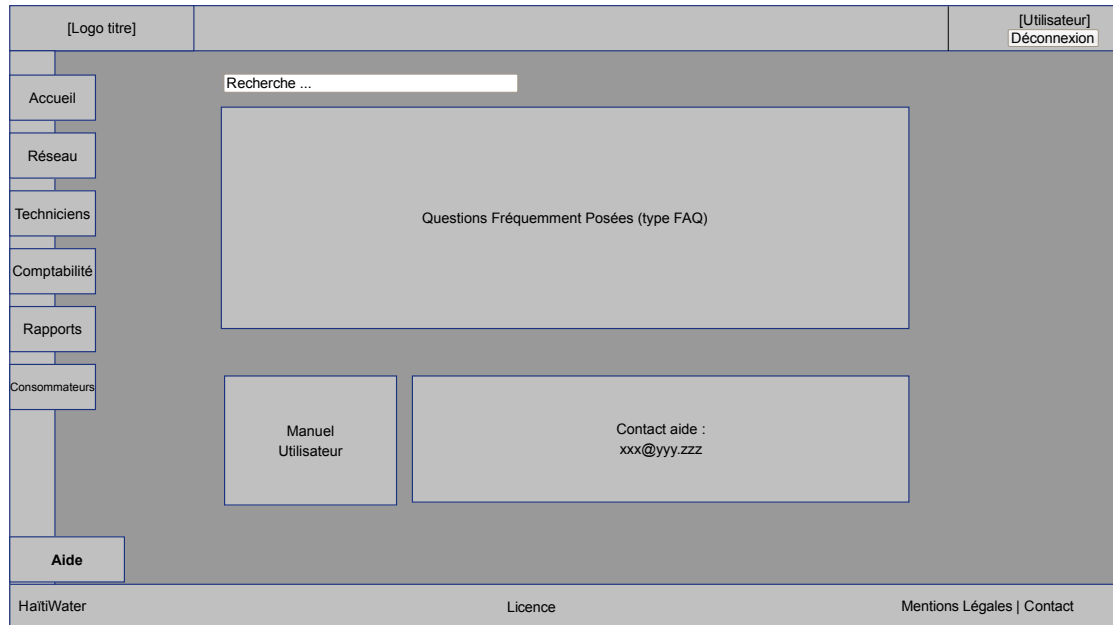 [Logo titre]
[Utilisateur]
Déconnexion
Recherche ...
Accueil
Réseau
Techniciens
Comptabilité
Rapports
Consommateurs
Questions Fréquemment Posées (type FAQ)
Manuel
Utilisateur
Contact aide :
xxx@yyy.zzz
Aide
HaïtiWater
Licence
Mentions Légales | Contact